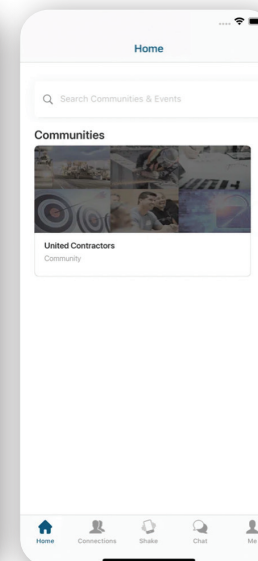 Home
Search Communities & Events
Communities
United Contractors
Community
Home Connections Shake Chat Me